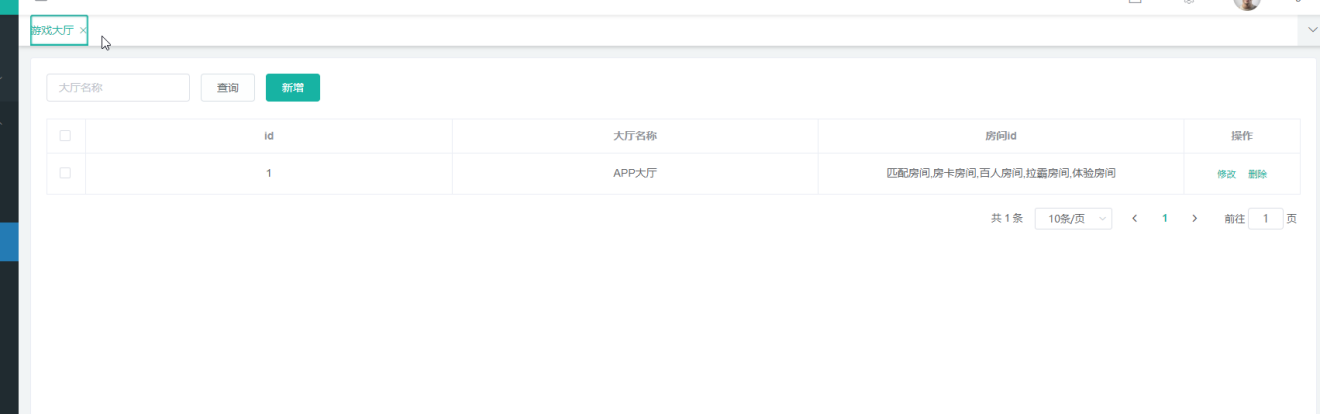 游戏大厅
大厅名称 查询 新增
id 大厅名称 房间id 操作
1 APP大厅 匹配房间,房卡房间,百人房间,拉霸房间,体验房间 修改 删除
共 1 条 10条/页 1 前往 1 页